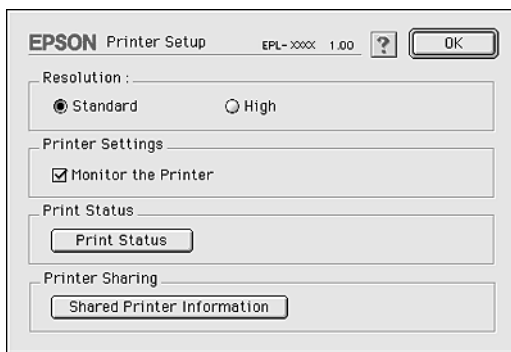 EPSON Printer Setup EPL-XXXX 1.00 ? OK
Resolution :
Standard High
Printer Settings
Monitor the Printer
Print Status
Print Status
Printer Sharing
Shared Printer Information